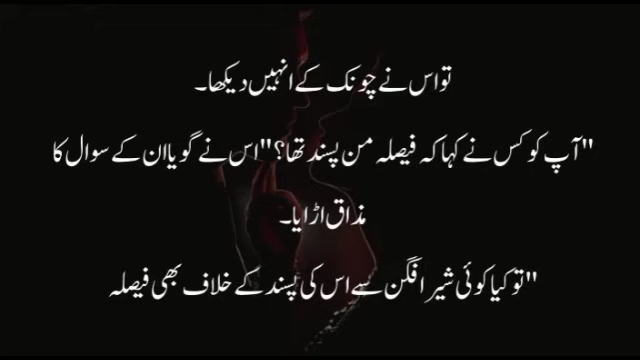 تو اس نے چونک کے انہیں دیکھا۔
"آپ کو کس نے کہا کہ فیصلہ من پسند تھا؟" اس نے گویا ان کے سوال کا
مذاق اڑایا۔
"تو کیا کوئی شیر افگن سے اس کی پسند کے خلاف بھی فیصلہ